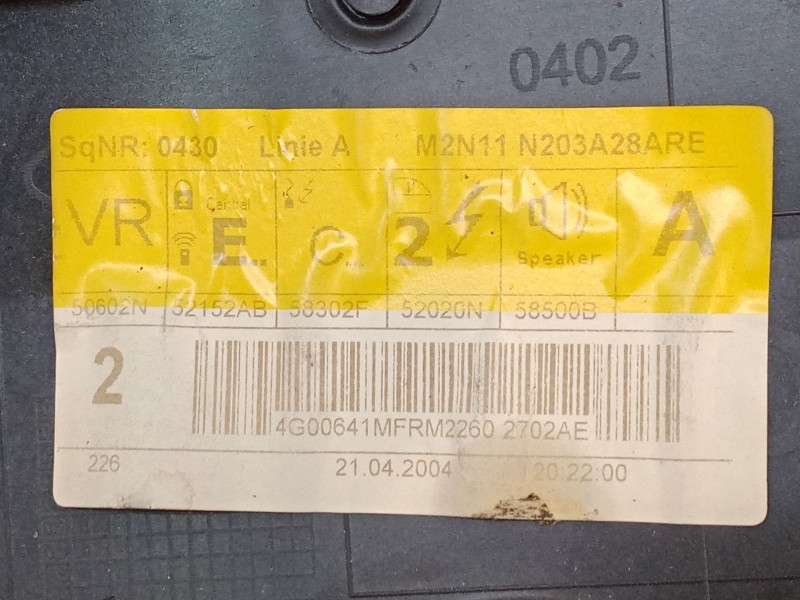 0402
SqNR: 0430 Linie A M2N11 N203A28ARE
VR Central E... C... 2 Speaker A
50602N 52152AB 58302F 52020N 58500B
2
4G00641MFRM2260 2702AE
226 21.04.2004 20:22:00